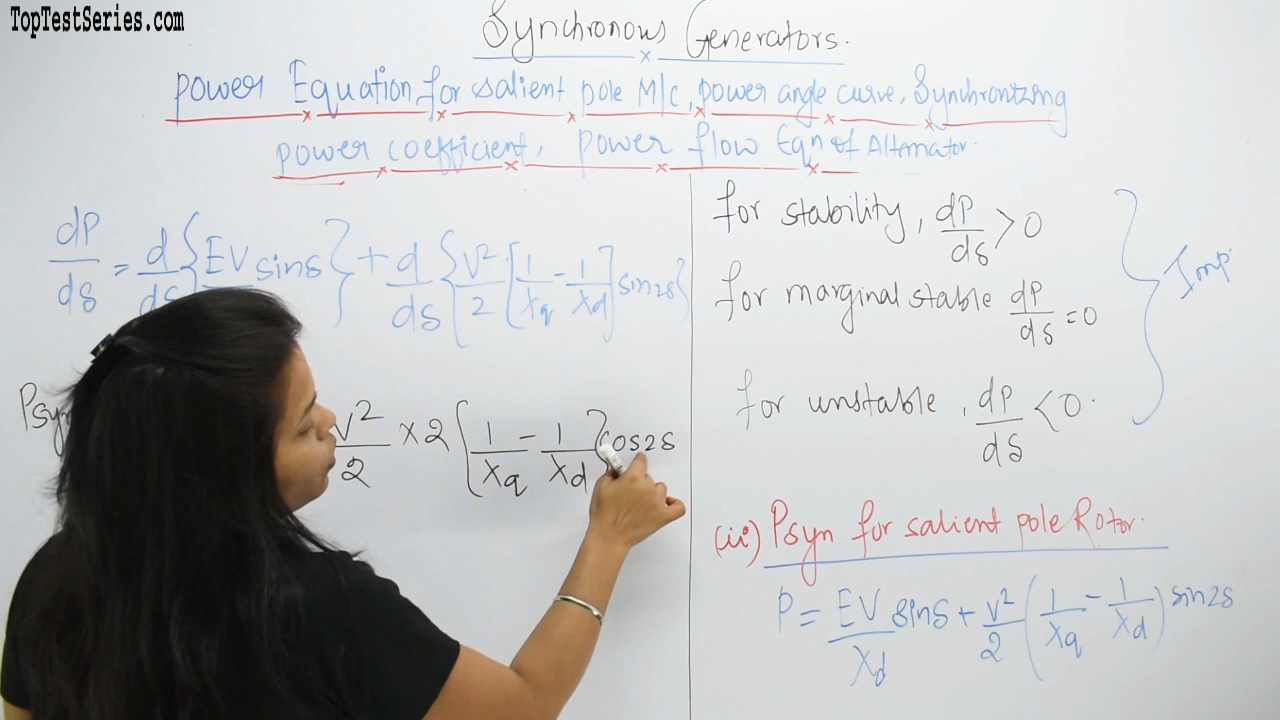 TopTestSeries.com
Synchronous Generators.
Power Equation for salient pole M/c, power angle curve, Synchronizing
power coefficient, power flow Eqn of Alternator.
dP/dδ = d/dδ {EV sinδ} + d/dδ {V²/2 [1/Xq - 1/Xd] sin2δ}
Psyn V²/2 × 2 [1/Xq - 1/Xd] cos2δ
for stability, dP/dδ > 0
for marginal stable dP/dδ = 0
for unstable, dP/dδ < 0.
Imp.
(ii) Psyn for salient pole Rotor.
P = EV/Xd sinδ + V²/2 (1/Xq - 1/Xd) sin2δ